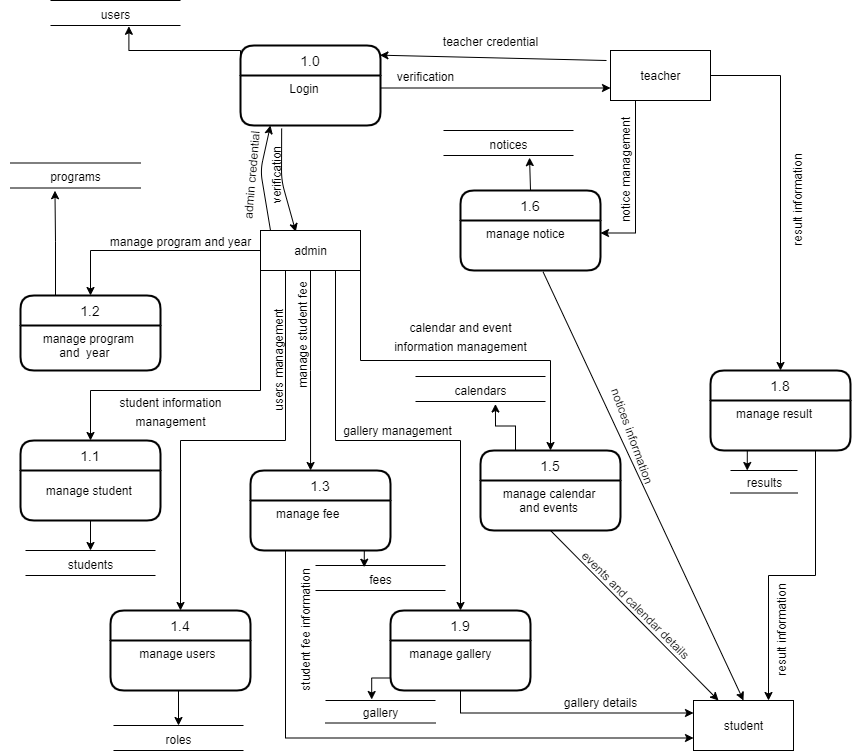 users
1.0
Login
teacher credential
verification
teacher
admin credential
verification
notices
notice management
result information
programs
1.6
manage notice
manage program and year
admin
1.2
manage program
and  year
users management
manage student fee
calendar and event
information management
calendars
notices information
1.8
manage result
results
student information
management
gallery management
1.1
manage student
students
1.3
manage fee
fees
1.5
manage calendar
and events
student fee information
events and calendar details
result information
1.4
manage users
roles
1.9
manage gallery
gallery
gallery details
student